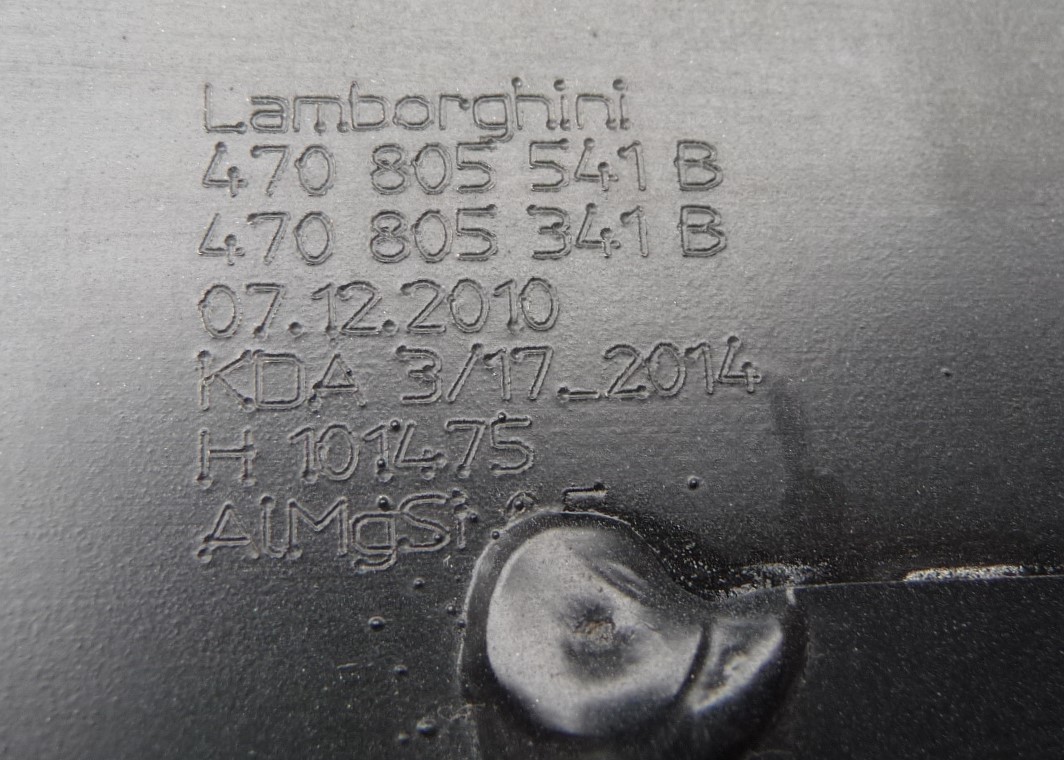 Lamborghini
470 805 541 B
470 805 341 B
07.12.2010
KDA 3/17_2014
H 101475
AlMgSi